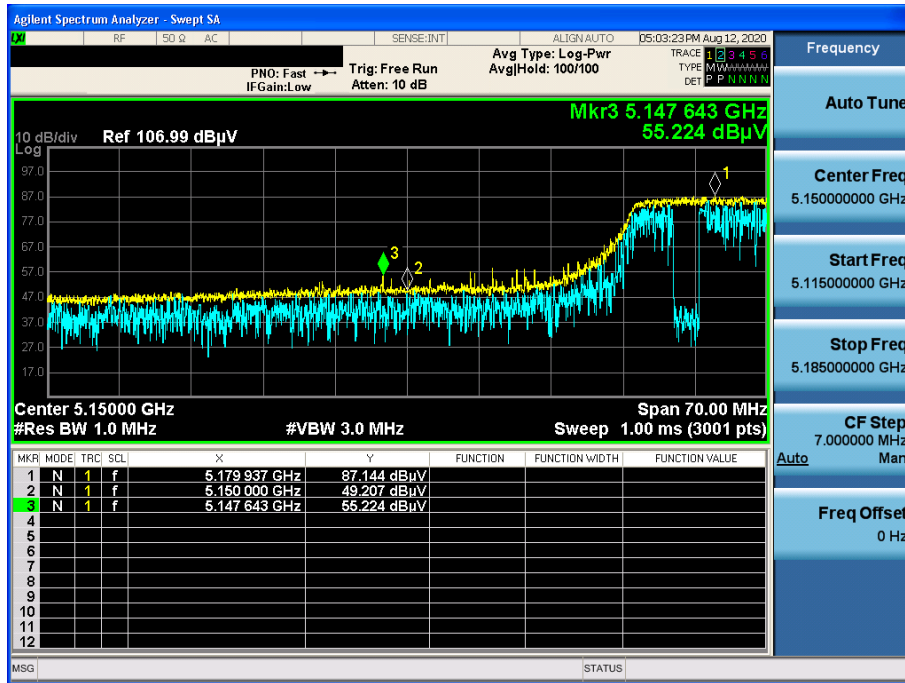 Agilent Spectrum Analyzer - Swept SA
LXI RF 50 Ω AC SENSE:INT ALIGN AUTO 05:03:23 PM Aug 12, 2020
PNO: Fast Trig: Free Run Avg Type: Log-Pwr TRACE 1 2 3 4 5 6
IFGain:Low Atten: 10 dB Avg|Hold: 100/100 TYPE M W W W W W
DET P P N N N N
Mkr3 5.147 643 GHz
55.224 dBµV
10 dB/div Ref 106.99 dBµV
Log
97.0
87.0
77.0
67.0
57.0
47.0
37.0
27.0
17.0
1
2
3
Center 5.15000 GHz Span 70.00 MHz
#Res BW 1.0 MHz #VBW 3.0 MHz Sweep 1.00 ms (3001 pts)
MKR MODE TRC SCL X Y FUNCTION FUNCTION WIDTH FUNCTION VALUE
1 N 1 f 5.179 937 GHz 87.144 dBµV
2 N 1 f 5.150 000 GHz 49.207 dBµV
3 N 1 f 5.147 643 GHz 55.224 dBµV
4
5
6
7
8
9
10
11
12
MSG STATUS
Frequency
Auto Tune
Center Freq
5.150000000 GHz
Start Freq
5.115000000 GHz
Stop Freq
5.185000000 GHz
CF Step
7.000000 MHz
Auto Man
Freq Offset
0 Hz